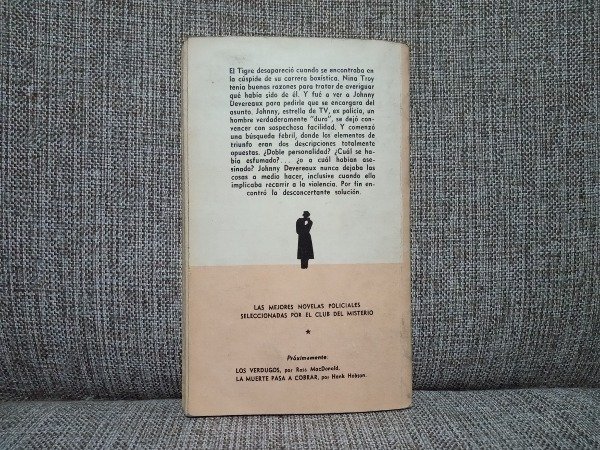 El Tigre desapareció cuando se encontraba en
la cúspide de su carrera boxística. Nina Troy
tenía buenas razones para tratar de averiguar
qué había sido de él. Y fué a ver a Johnny
Devereaux para pedirle que se encargara del
asunto. Johnny, estrella de TV, ex policía, un
hombre verdaderamente "duro", se dejó con-
vencer con sospechosa facilidad. Y comenzó
una búsqueda febril, donde los elementos de
triunfo eran dos descripciones totalmente
opuestas. ¿Doble personalidad? ¿Cuál se ha-
bía esfumado?... ¿o a cuál habían ase-
sinado? Johnny Devereaux nunca dejaba las
cosas a medio hacer, inclusive cuando ello
implicaba recurrir a la violencia. Por fin en-
contró la desconcertante solución.
LAS MEJORES NOVELAS POLICIALES
SELECCIONADAS POR EL CLUB DEL MISTERIO
Próximamente:
LOS VERDUGOS, por Ross MacDonald.
LA MUERTE PASA A COBRAR, por Hank Hobson.